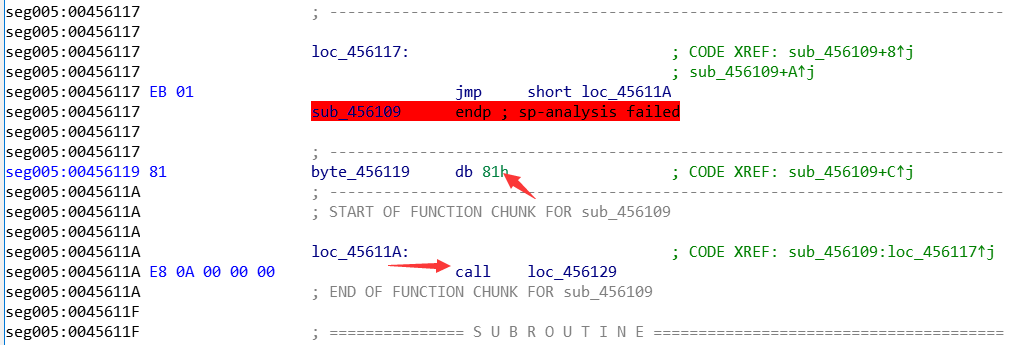 seg005:00456117 ; ---------------------------------------------------------------------------
seg005:00456117
seg005:00456117 loc_456117: ; CODE XREF: sub_456109+8↑j
seg005:00456117 ; sub_456109+A↑j
seg005:00456117 EB 01 jmp short loc_45611A
seg005:00456117 sub_456109 endp ; sp-analysis failed
seg005:00456117
seg005:00456117 ; ---------------------------------------------------------------------------
seg005:00456119 81 byte_456119 db 81h ; CODE XREF: sub_456109+C↑j
seg005:0045611A ; ---------------------------------------------------------------------------
seg005:0045611A ; START OF FUNCTION CHUNK FOR sub_456109
seg005:0045611A
seg005:0045611A loc_45611A: ; CODE XREF: sub_456109:loc_456117↑j
seg005:0045611A E8 0A 00 00 00 call loc_456129
seg005:0045611A ; END OF FUNCTION CHUNK FOR sub_456109
seg005:0045611F
seg005:0045611F ; =============== S U B R O U T I N E =======================================